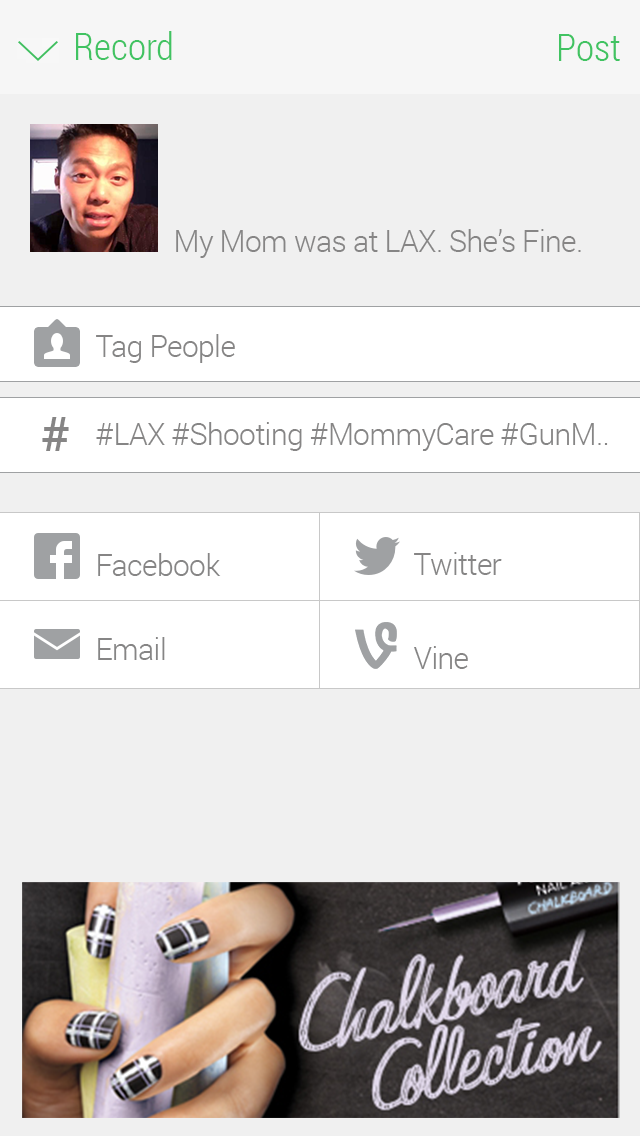 Record
Post
My Mom was at LAX. She's Fine.
Tag People
# #LAX #Shooting #MommyCare #GunM..
Facebook
Twitter
Email
Vine
CHALKBOARD
Chalkboard
Collection